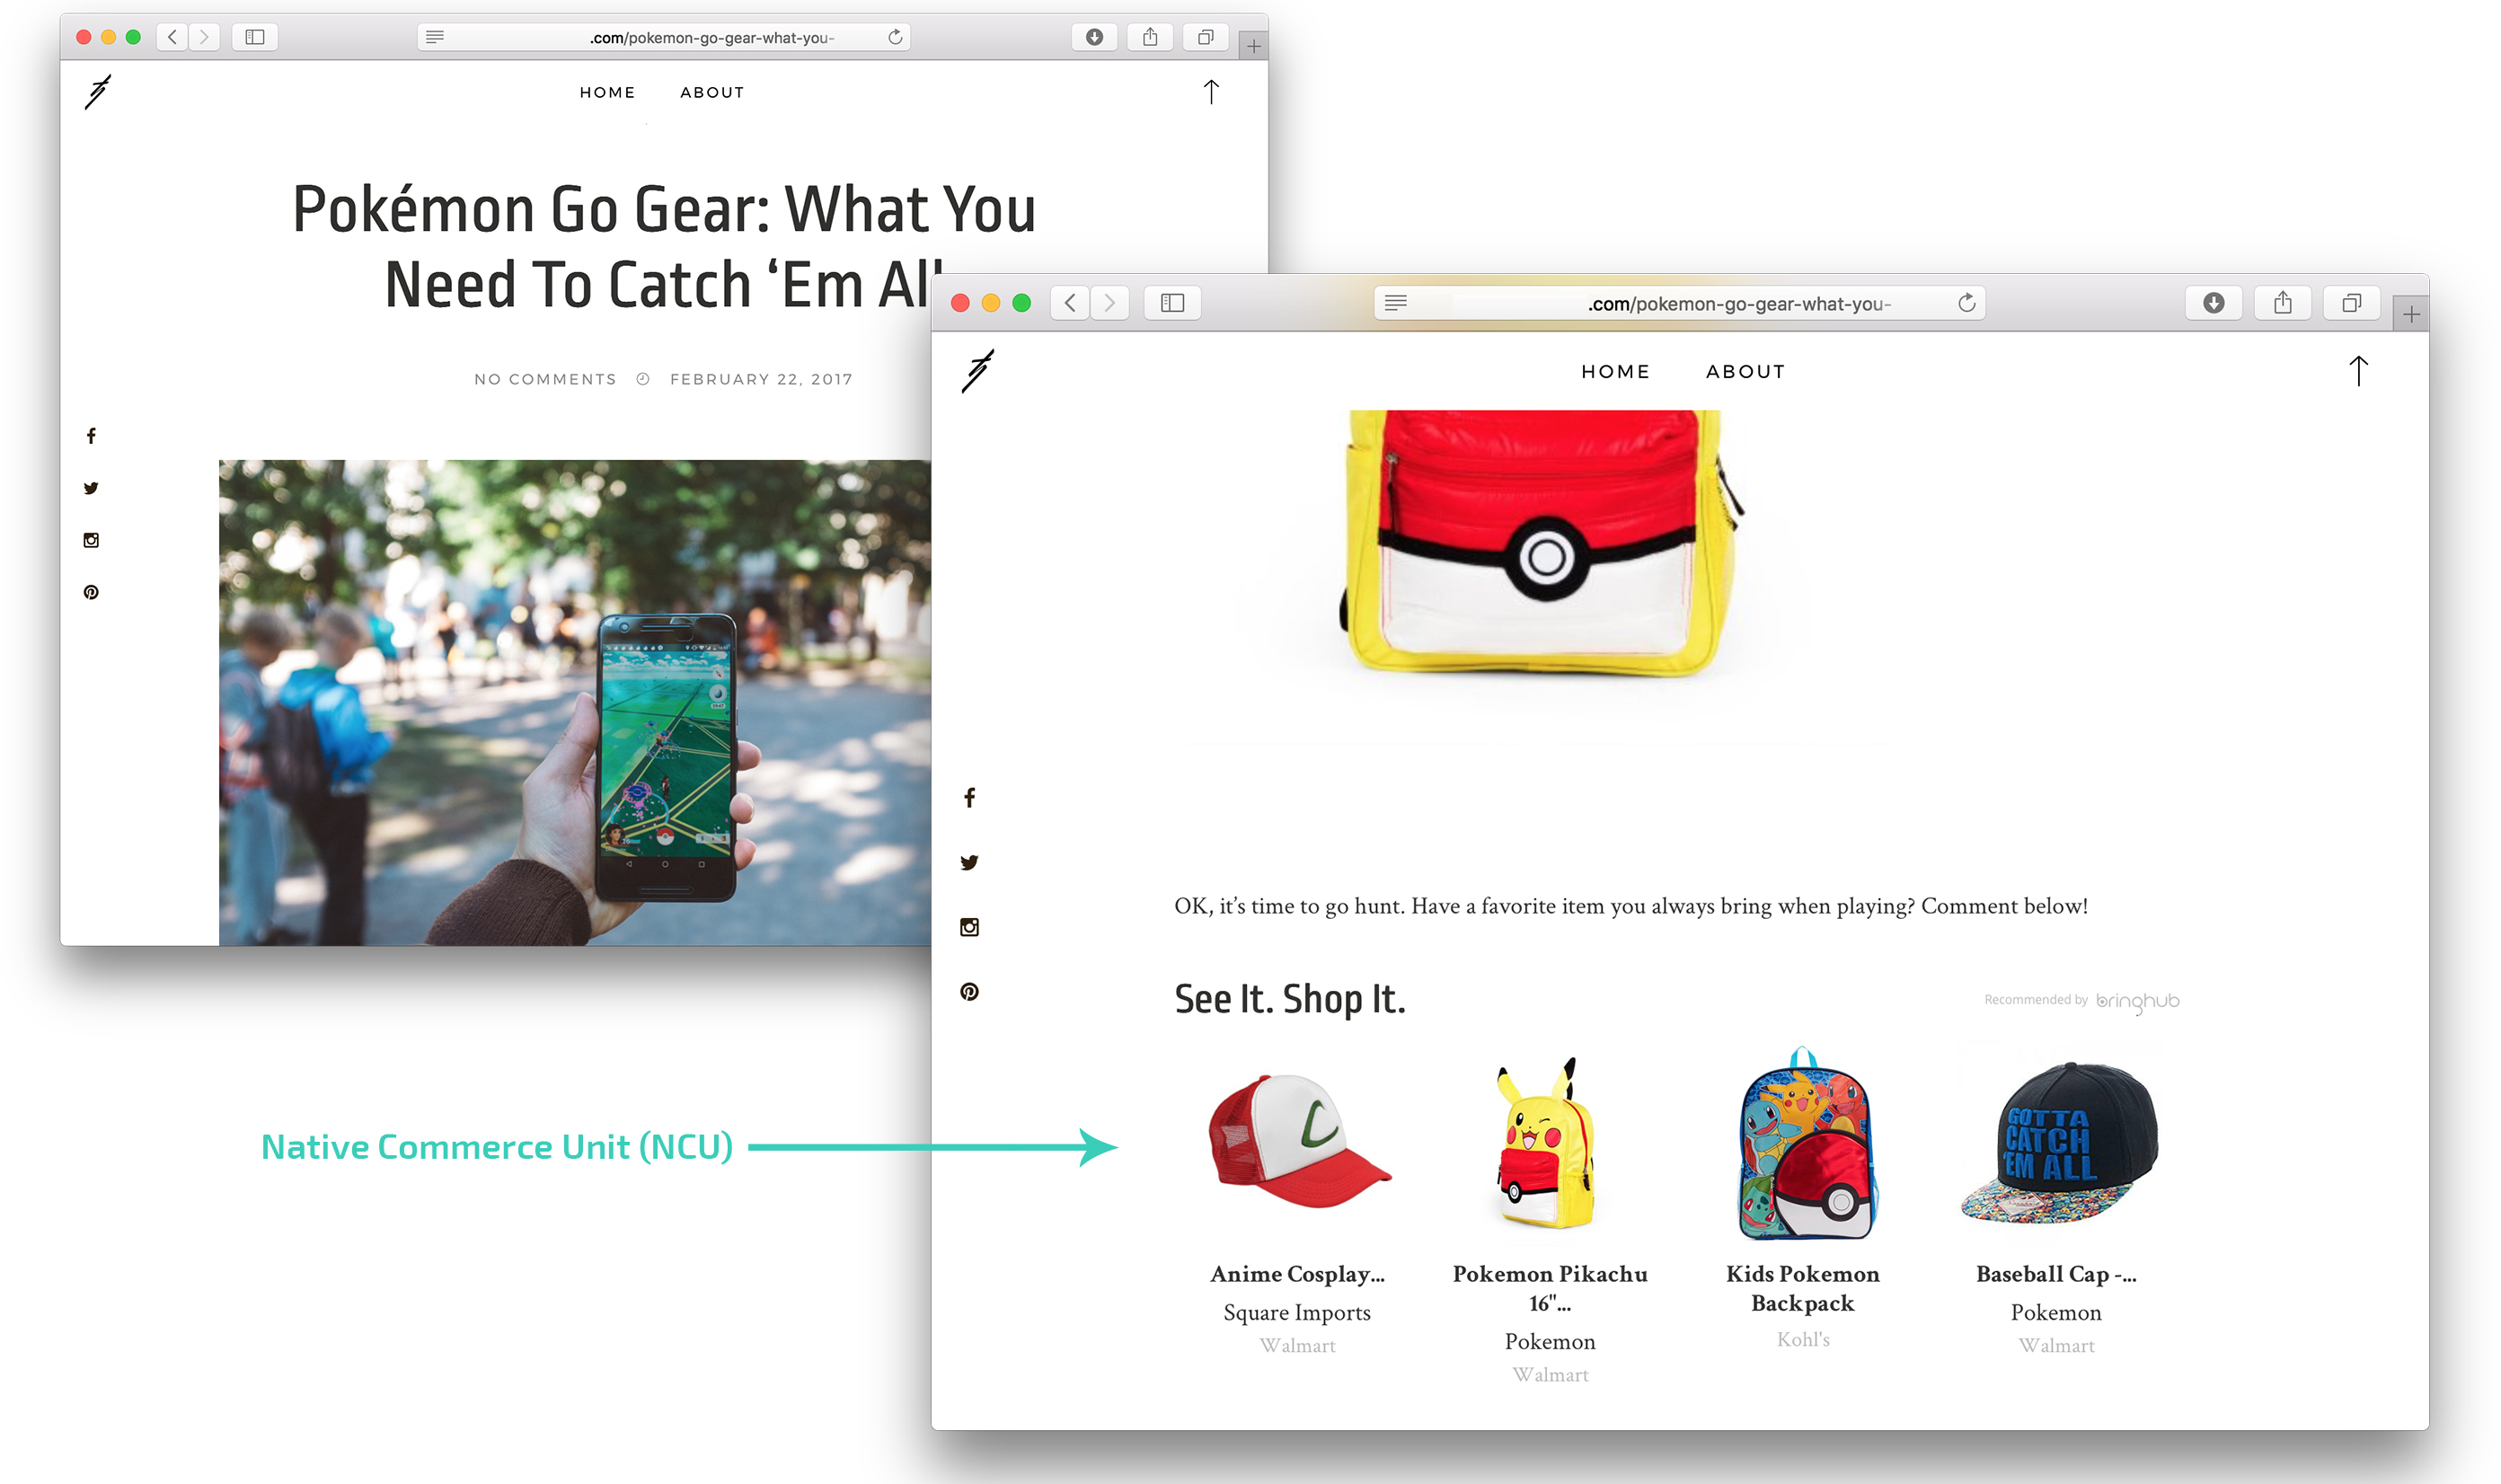 .com/pokemon-go-gear-what-you-
HOME ABOUT
Pokémon Go Gear: What You
Need To Catch ‘Em All
NO COMMENTS FEBRUARY 22, 2017
.com/pokemon-go-gear-what-you-
HOME ABOUT
OK, it’s time to go hunt. Have a favorite item you always bring when playing? Comment below!
See It. Shop It.
Recommended by bringhub
Native Commerce Unit (NCU)
C
GOTTA
CATCH
'EM ALL
Anime Cosplay...
Square Imports
Walmart
Pokemon Pikachu
16"...
Pokemon
Walmart
Kids Pokemon
Backpack
Kohl's
Baseball Cap -...
Pokemon
Walmart